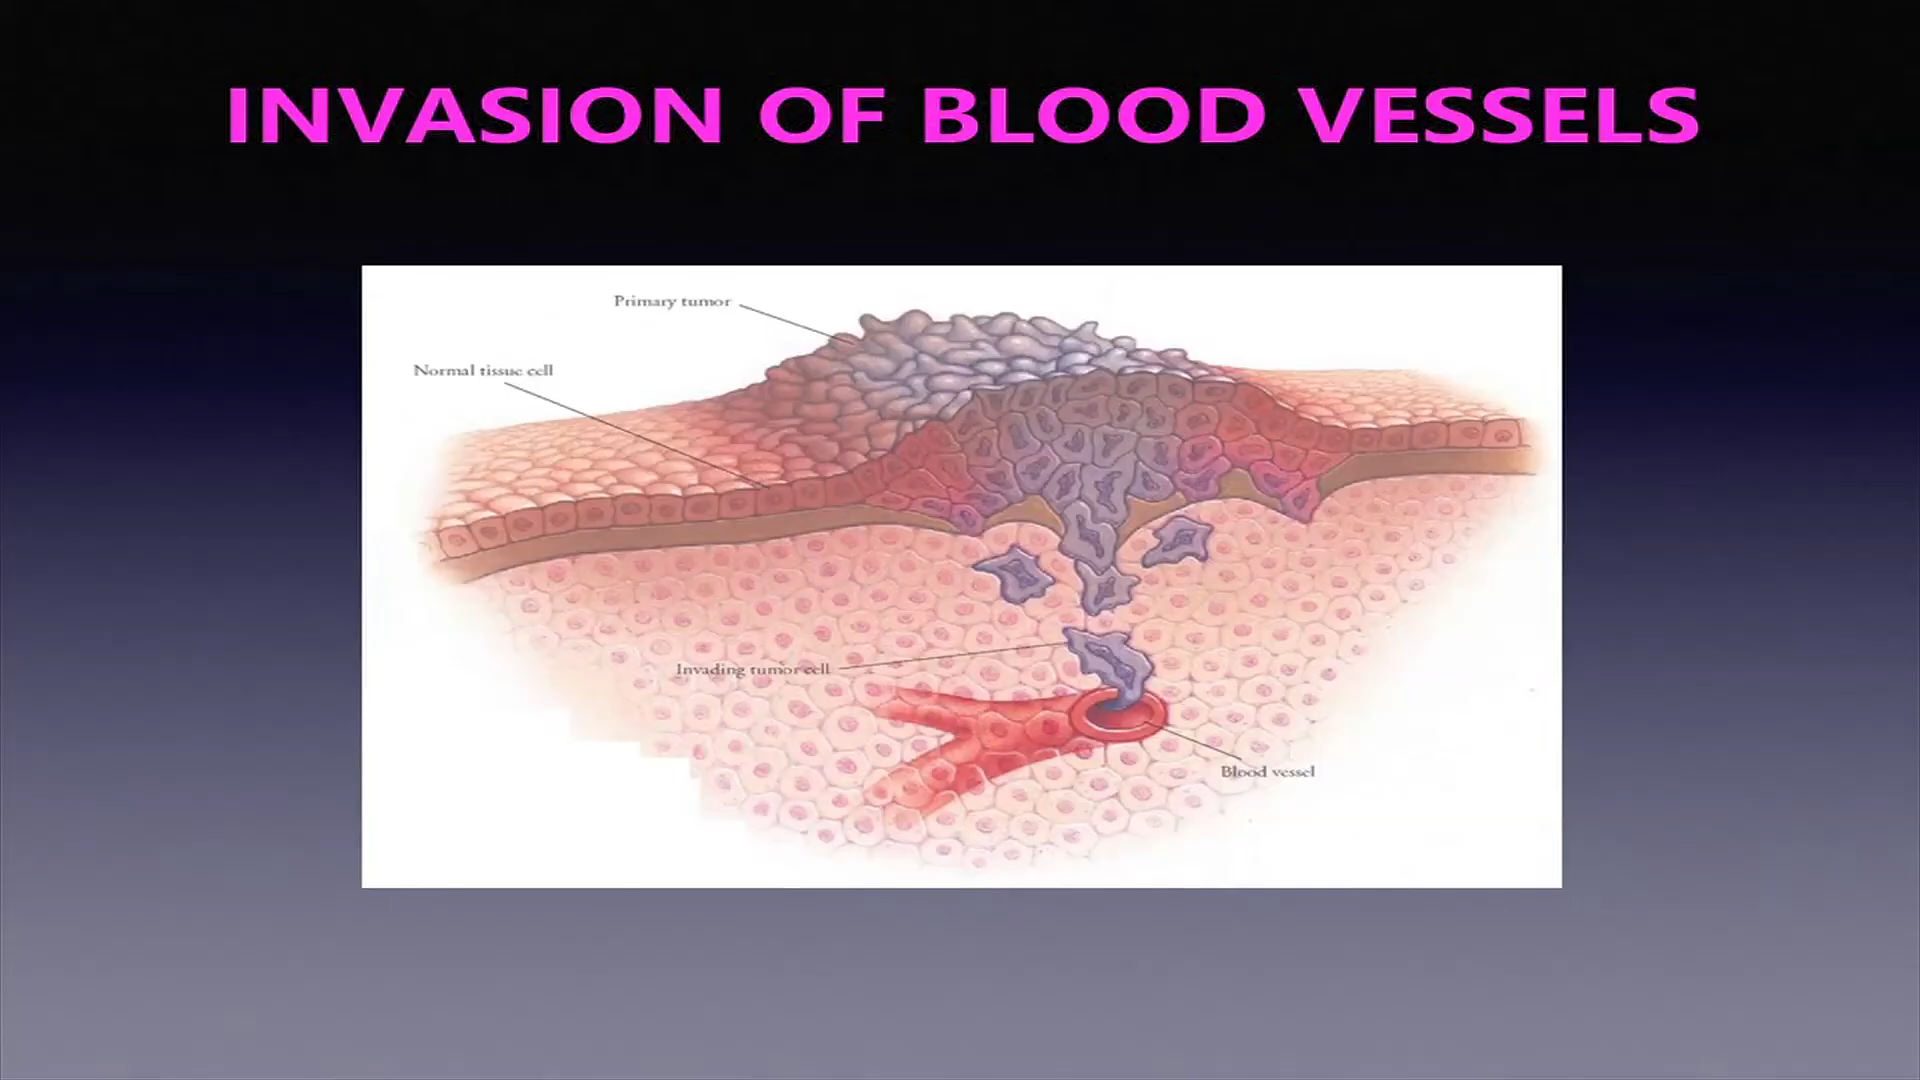 INVASION OF BLOOD VESSELS
Primary tumor
Normal tissue cell
Invading tumor cell
Blood vessel